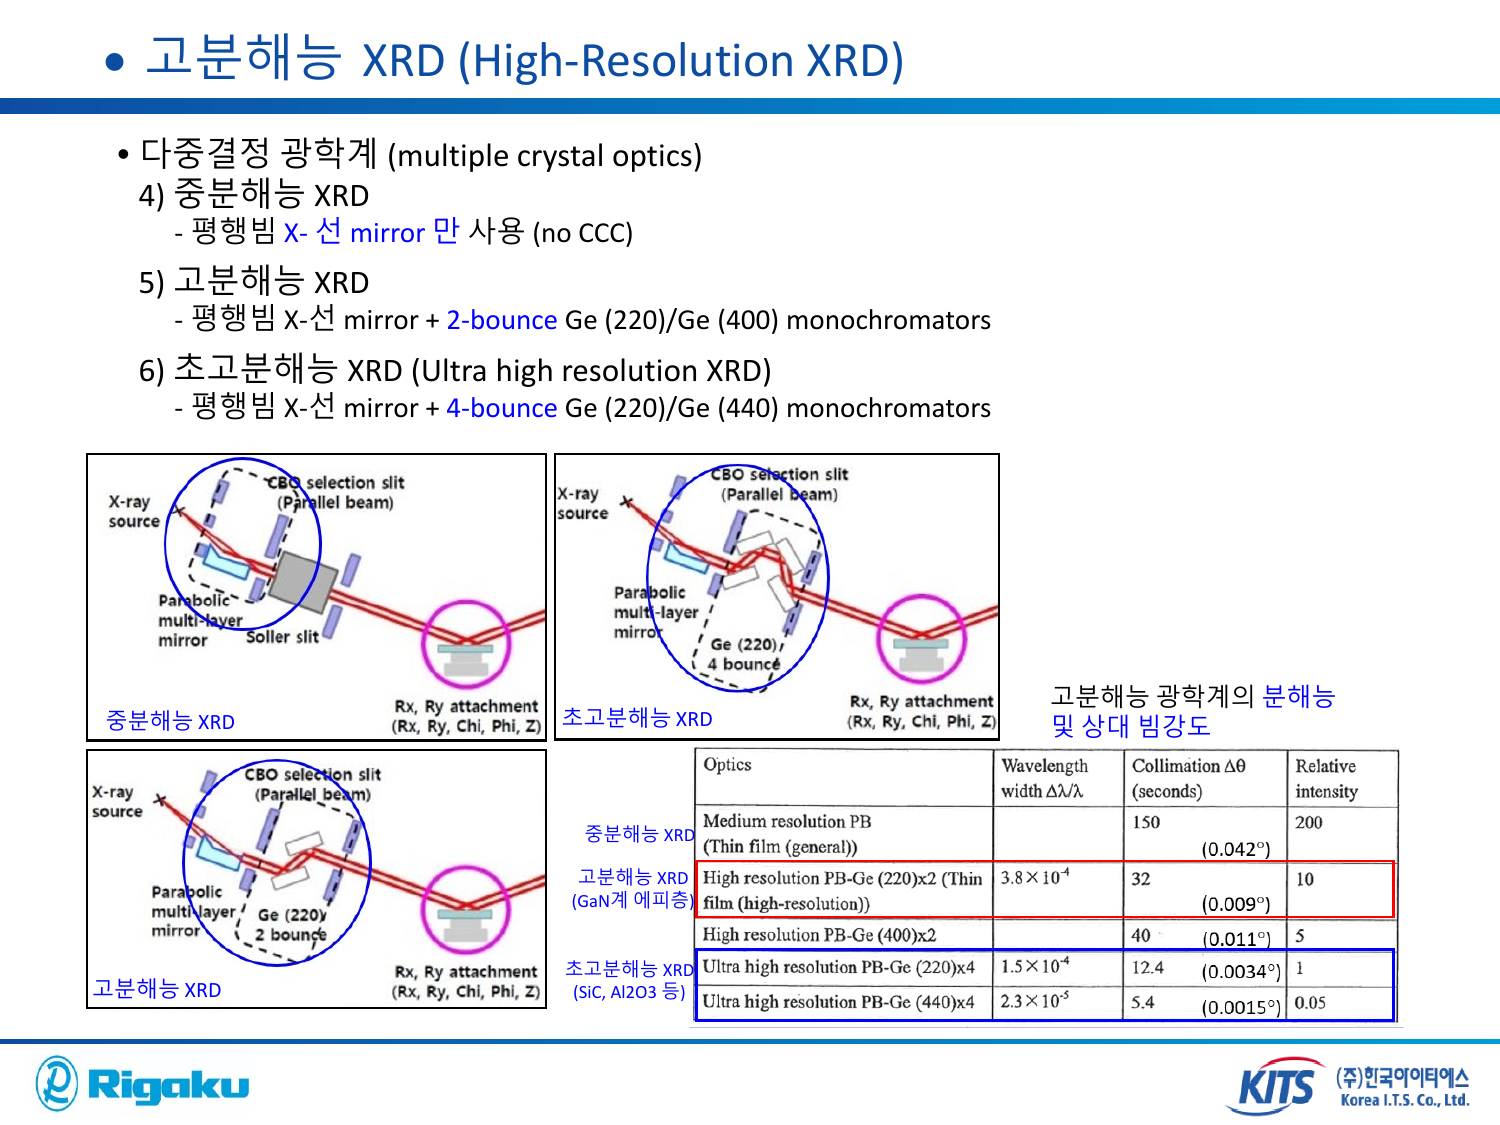 • 고분해능 XRD (High-Resolution XRD)
• 다중결정 광학계 (multiple crystal optics)
4) 중분해능 XRD
- 평행빔 X- 선 mirror 만 사용 (no CCC)
5) 고분해능 XRD
- 평행빔 X-선 mirror + 2-bounce Ge (220)/Ge (400) monochromators
6) 초고분해능 XRD (Ultra high resolution XRD)
- 평행빔 X-선 mirror + 4-bounce Ge (220)/Ge (440) monochromators
CBO selection slit
(Parallel beam)
X-ray
source
Parabolic
multi-layer
mirror
Soller slit
Rx, Ry attachment
(Rx, Ry, Chi, Phi, Z)
중분해능 XRD
CBO selection slit
(Parallel beam)
X-ray
source
Parabolic
multi-layer
mirror
Ge (220)
4 bounce
Rx, Ry attachment
(Rx, Ry, Chi, Phi, Z)
초고분해능 XRD
CBO selection slit
(Parallel beam)
X-ray
source
Parabolic
multi-layer
mirror
Ge (220)
2 bounce
Rx, Ry attachment
(Rx, Ry, Chi, Phi, Z)
고분해능 XRD
고분해능 광학계의 분해능
및 상대 빔강도
Optics Wavelength width Δλ/λ Collimation Δθ (seconds) Relative intensity
중분해능 XRD
Medium resolution PB (Thin film (general)) 150 (0.042°) 200
고분해능 XRD
(GaN계 에피층)
High resolution PB-Ge (220)x2 (Thin film (high-resolution)) 3.8×10⁻⁴ 32 (0.009°) 10
High resolution PB-Ge (400)x2 40 (0.011°) 5
초고분해능 XRD
(SiC, Al2O3 등)
Ultra high resolution PB-Ge (220)x4 1.5×10⁻⁴ 12.4 (0.0034°) 1
Ultra high resolution PB-Ge (440)x4 2.3×10⁻⁵ 5.4 (0.0015°) 0.05
Rigaku
KITS
(주)한국아이티에스
Korea I.T.S. Co., Ltd.